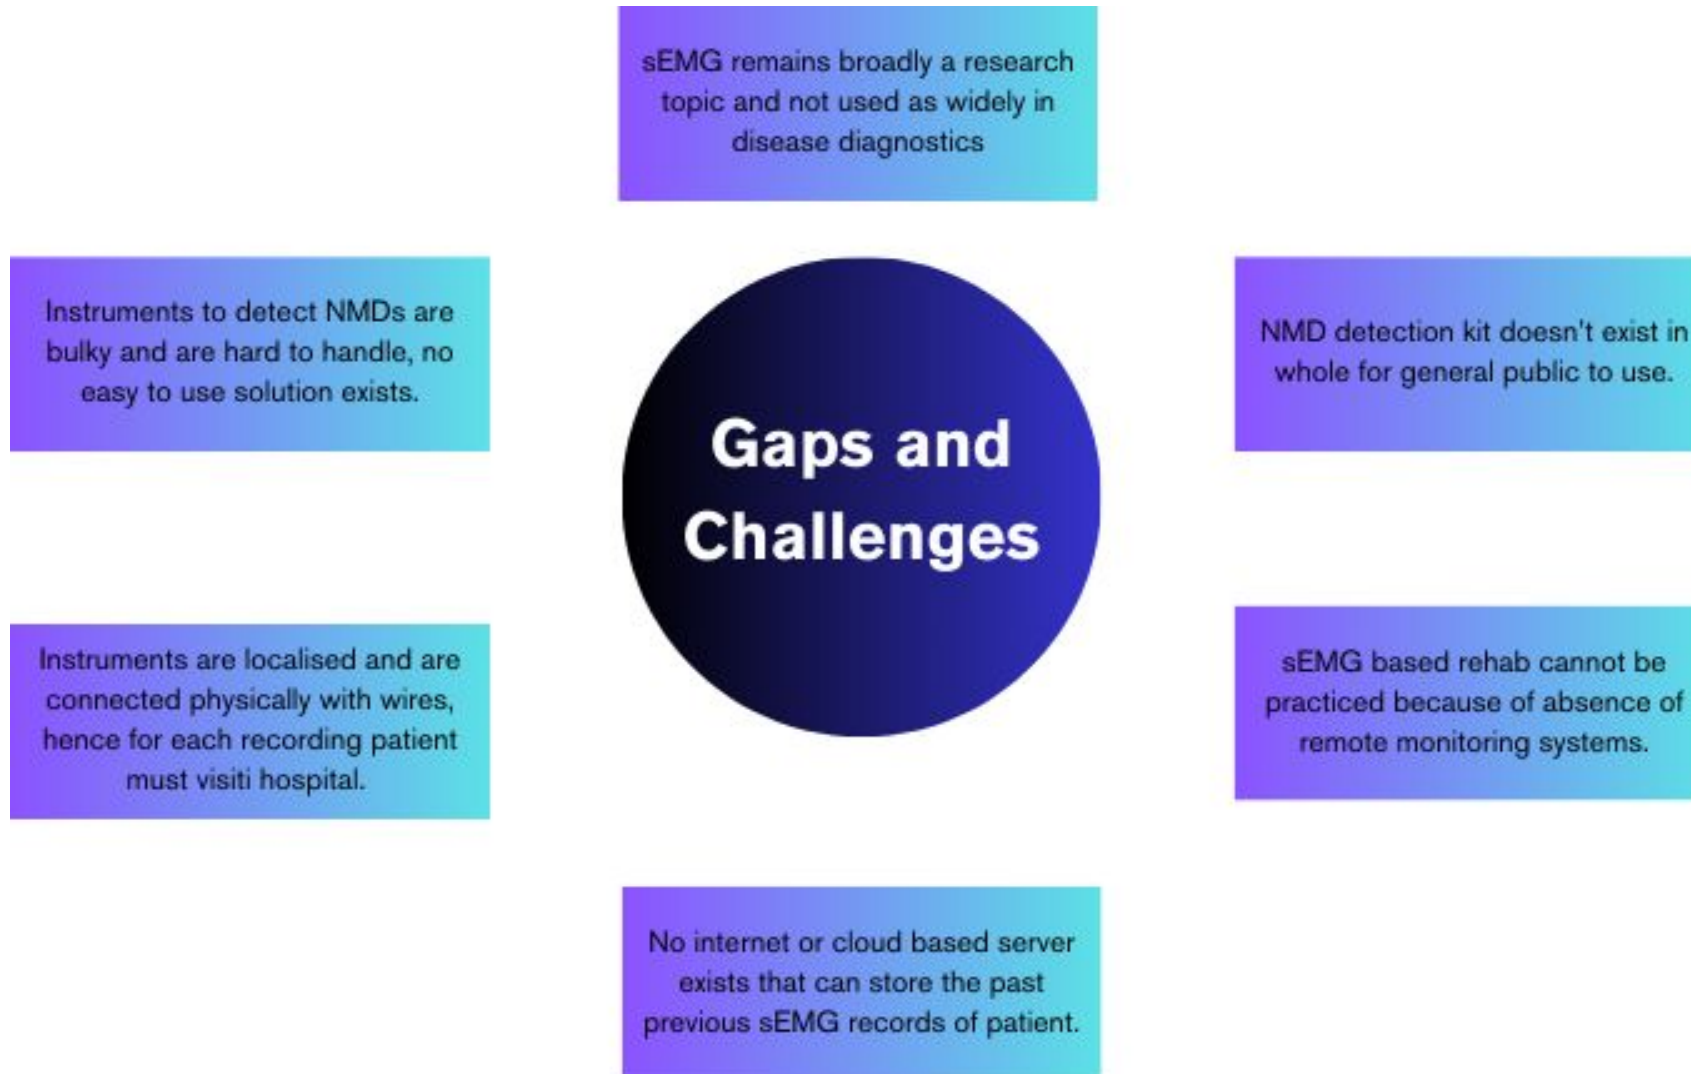 sEMG remains broadly a research
topic and not used as widely in
disease diagnostics
Instruments to detect NMDs are
bulky and are hard to handle, no
easy to use solution exists.
NMD detection kit doesn't exist in
whole for general public to use.
Gaps and
Challenges
Instruments are localised and are
connected physically with wires,
hence for each recording patient
must visiti hospital.
sEMG based rehab cannot be
practiced because of absence of
remote monitoring systems.
No internet or cloud based server
exists that can store the past
previous sEMG records of patient.